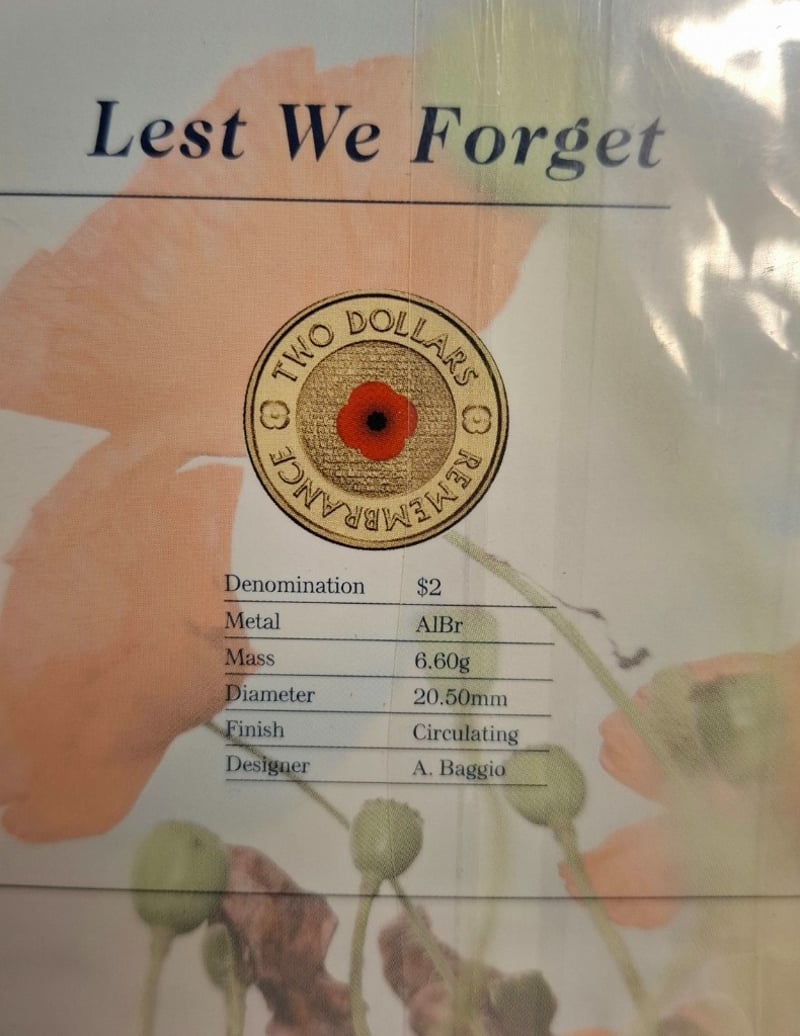 Lest We Forget
TWO DOLLARS
REMEMBRANCE
Denomination $2
Metal AlBr
Mass 6.60g
Diameter 20.50mm
Finish Circulating
Designer A. Baggio